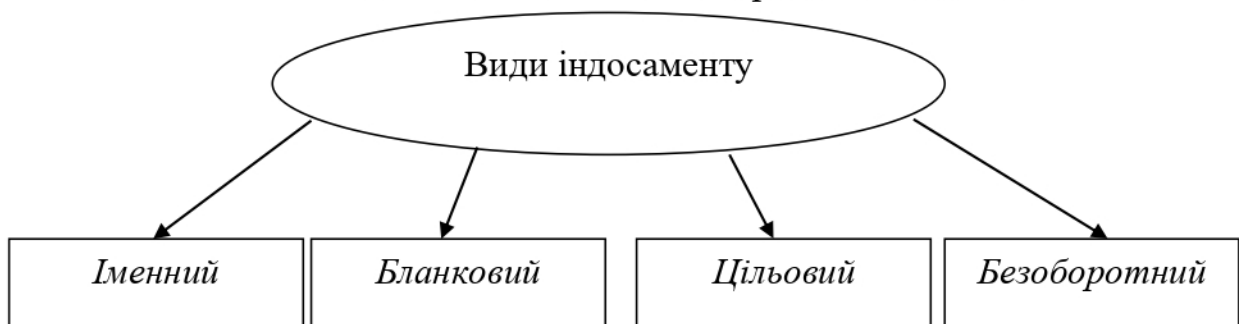 Види індосаменту
Іменний
Бланковий
Цільовий
Безоборотний